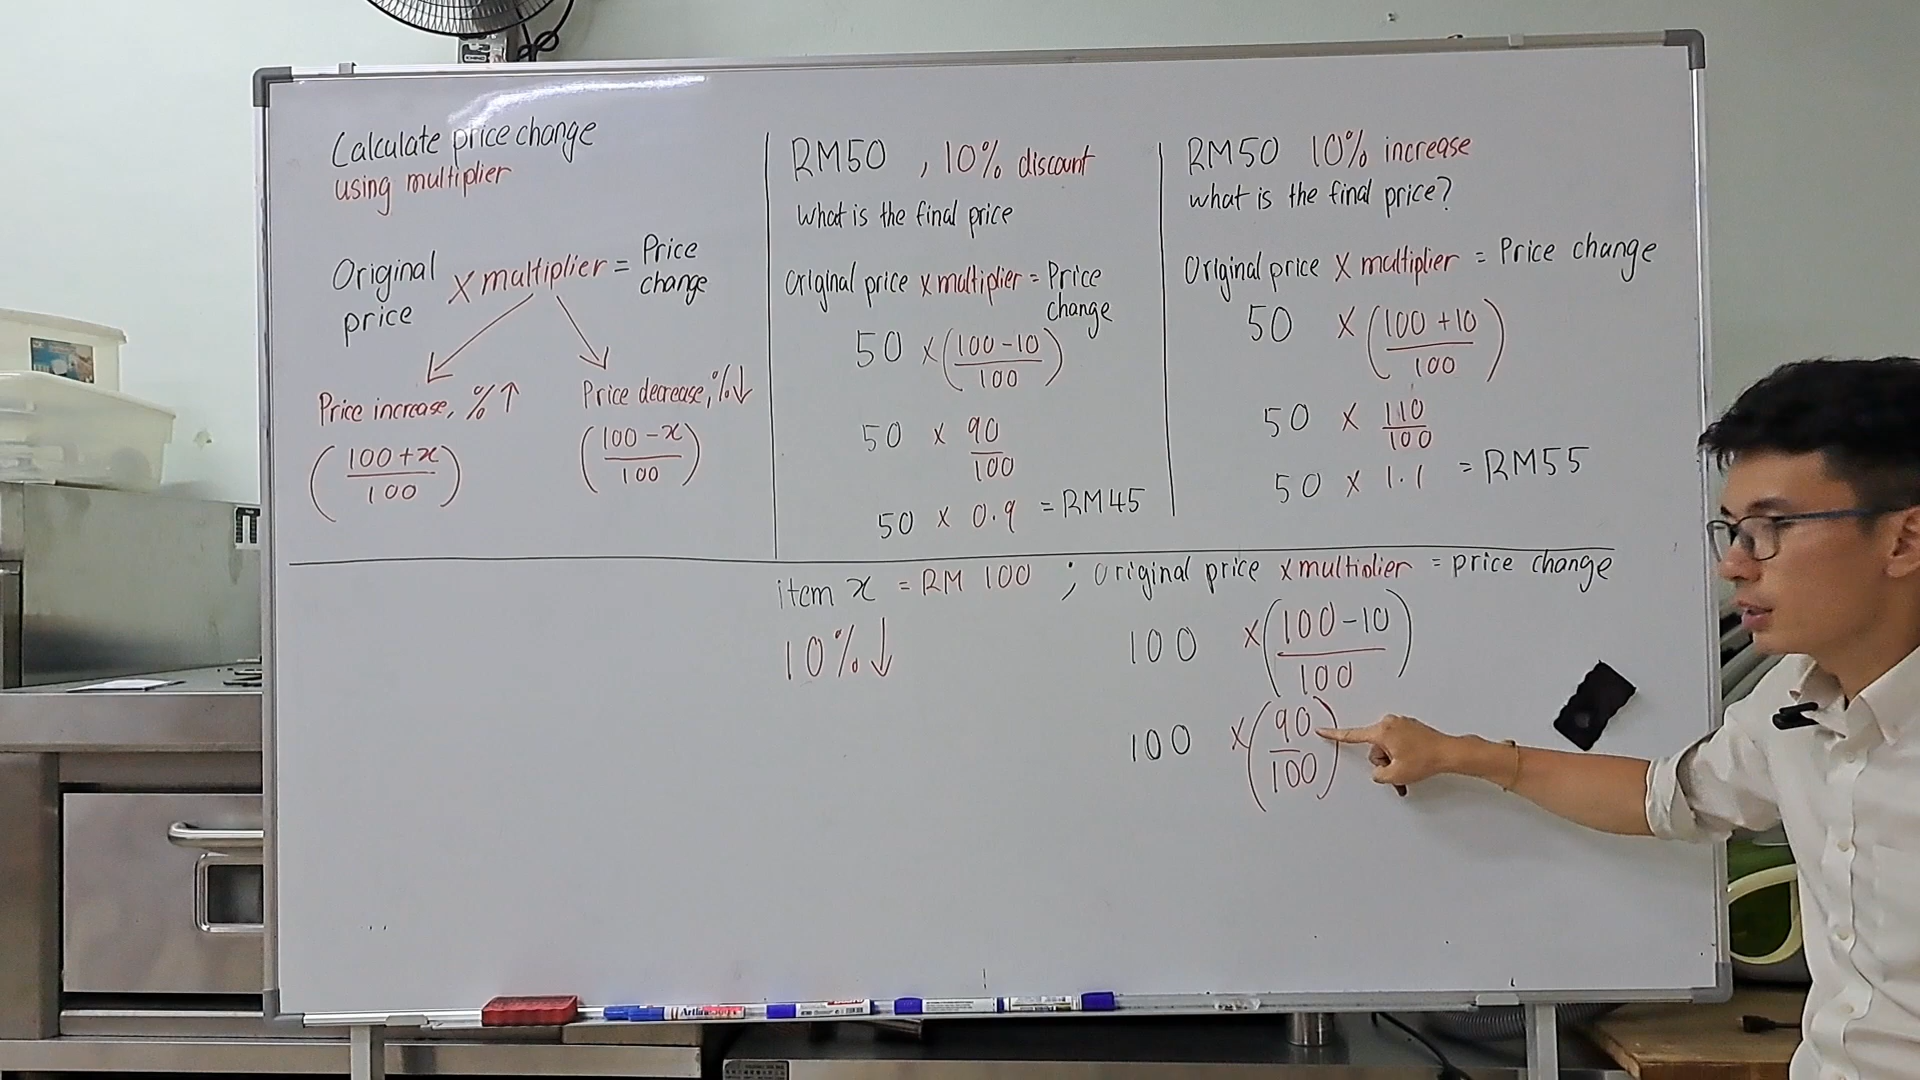 Calculate price change
using multiplier
Original price × multiplier = Price change
Price increase, % ↑
(100 + x / 100)
Price decrease, % ↓
(100 - x / 100)
RM50 , 10% discount
What is the final price
Original price × multiplier = Price change
50 × (100 - 10 / 100)
50 × 90 / 100
50 × 0.9 = RM45
RM50 10% increase
what is the final price?
Original price × multiplier = Price change
50 × (100 + 10 / 100)
50 × 110 / 100
50 × 1.1 = RM55
item x = RM 100 ; original price × multiplier = price change
10% ↓
100 × (100 - 10 / 100)
100 × (90 / 100)
Artline